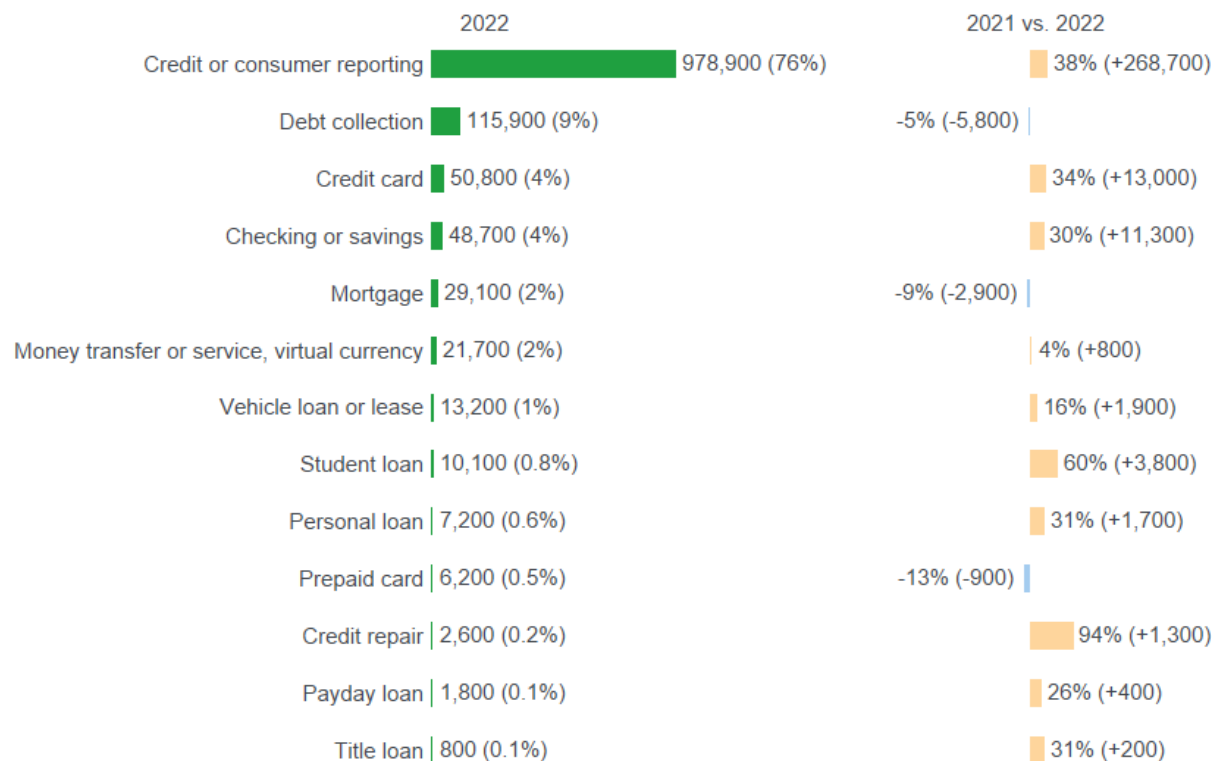 2022 2021 vs. 2022
Credit or consumer reporting 978,900 (76%) 38% (+268,700)
Debt collection 115,900 (9%) -5% (-5,800)
Credit card 50,800 (4%) 34% (+13,000)
Checking or savings 48,700 (4%) 30% (+11,300)
Mortgage 29,100 (2%) -9% (-2,900)
Money transfer or service, virtual currency 21,700 (2%) 4% (+800)
Vehicle loan or lease 13,200 (1%) 16% (+1,900)
Student loan 10,100 (0.8%) 60% (+3,800)
Personal loan 7,200 (0.6%) 31% (+1,700)
Prepaid card 6,200 (0.5%) -13% (-900)
Credit repair 2,600 (0.2%) 94% (+1,300)
Payday loan 1,800 (0.1%) 26% (+400)
Title loan 800 (0.1%) 31% (+200)